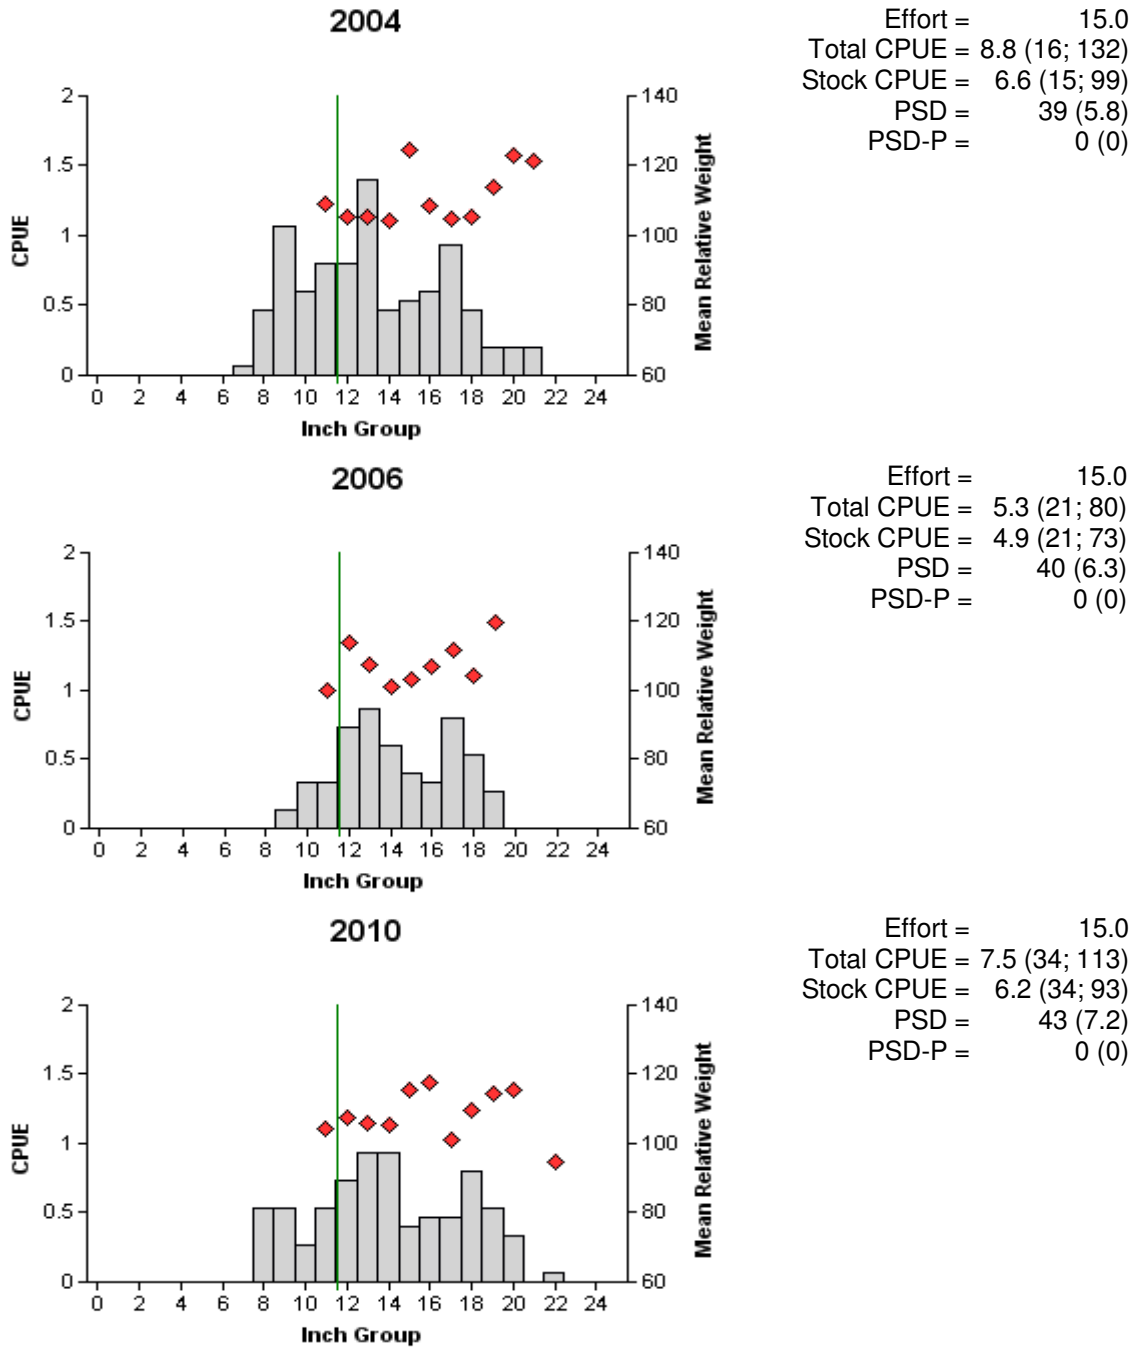 2004
Effort = 15.0
Total CPUE = 8.8 (16; 132)
Stock CPUE = 6.6 (15; 99)
PSD = 39 (5.8)
PSD-P = 0 (0)
2 140
1.5 120
1 100
0.5 80
0 60
CPUE
Mean Relative Weight
0 2 4 6 8 10 12 14 16 18 20 22 24
Inch Group
2006
Effort = 15.0
Total CPUE = 5.3 (21; 80)
Stock CPUE = 4.9 (21; 73)
PSD = 40 (6.3)
PSD-P = 0 (0)
2 140
1.5 120
1 100
0.5 80
0 60
CPUE
Mean Relative Weight
0 2 4 6 8 10 12 14 16 18 20 22 24
Inch Group
2010
Effort = 15.0
Total CPUE = 7.5 (34; 113)
Stock CPUE = 6.2 (34; 93)
PSD = 43 (7.2)
PSD-P = 0 (0)
2 140
1.5 120
1 100
0.5 80
0 60
CPUE
Mean Relative Weight
0 2 4 6 8 10 12 14 16 18 20 22 24
Inch Group